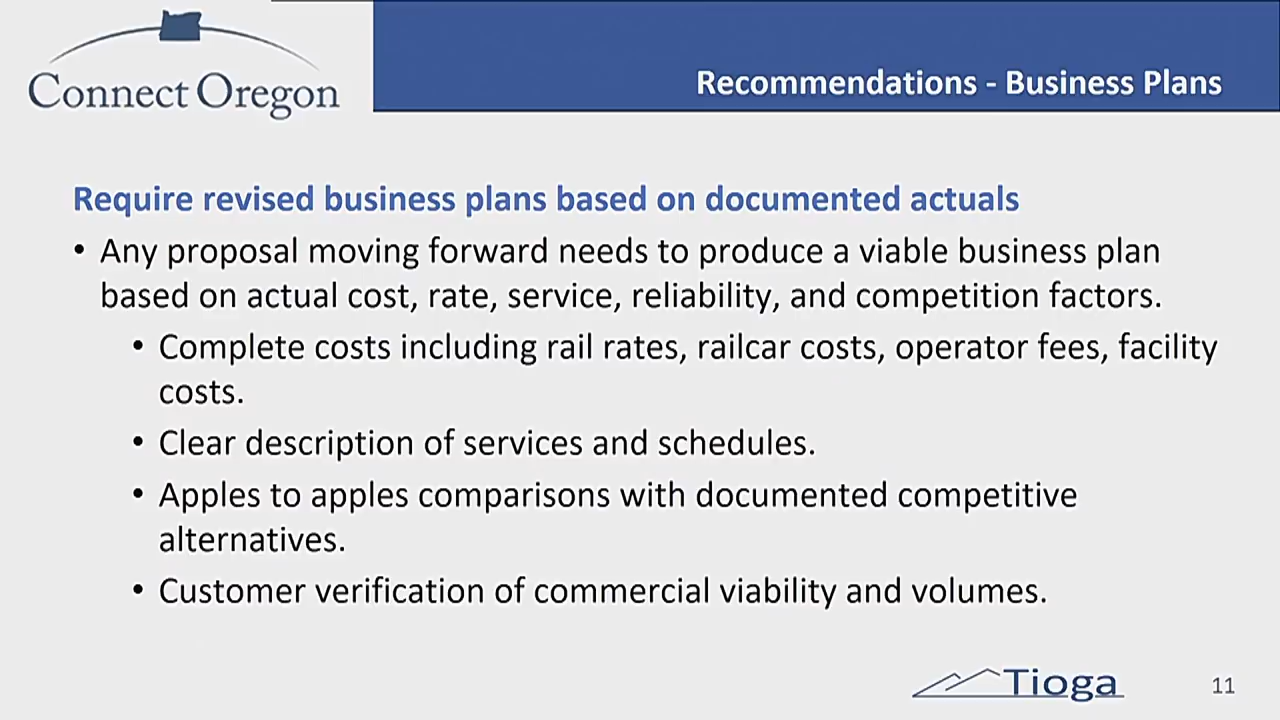 Connect Oregon
Recommendations - Business Plans
Require revised business plans based on documented actuals
• Any proposal moving forward needs to produce a viable business plan
based on actual cost, rate, service, reliability, and competition factors.
• Complete costs including rail rates, railcar costs, operator fees, facility
costs.
• Clear description of services and schedules.
• Apples to apples comparisons with documented competitive
alternatives.
• Customer verification of commercial viability and volumes.
Tioga
11